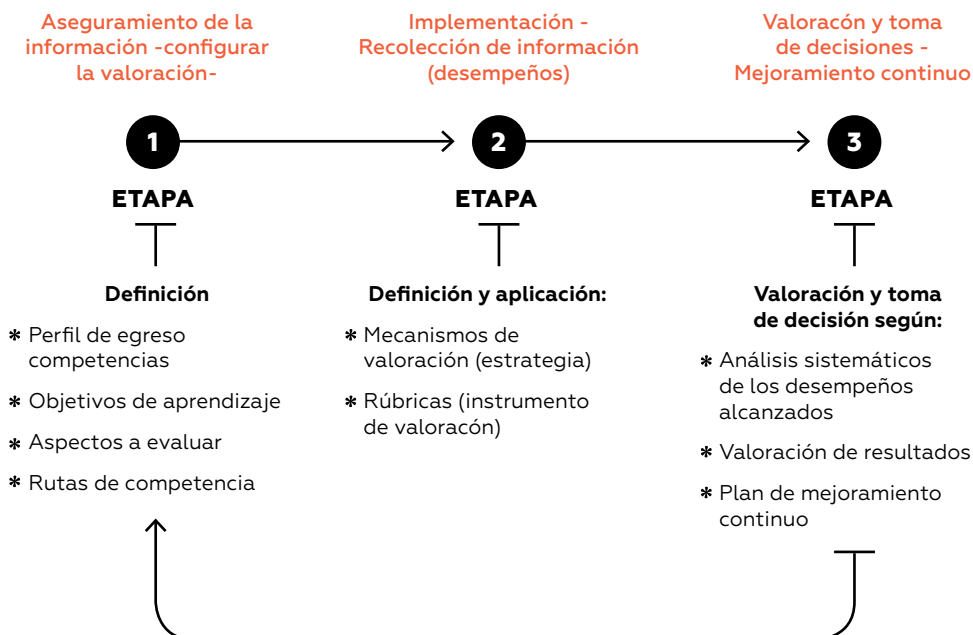 Aseguramiento de la
información -configurar
la valoración-
1
ETAPA
Definición
* Perfil de egreso
competencias
* Objetivos de aprendizaje
* Aspectos a evaluar
* Rutas de competencia
Implementación -
Recolección de información
(desempeños)
2
ETAPA
Definición y aplicación:
* Mecanismos de
valoración (estrategia)
* Rúbricas (instrumento
de valoracón)
Valoracón y toma
de decisiones -
Mejoramiento continuo
3
ETAPA
Valoración y toma
de decisión según:
* Análisis sistemáticos
de los desempeños
alcanzados
* Valoración de resultados
* Plan de mejoramiento
continuo